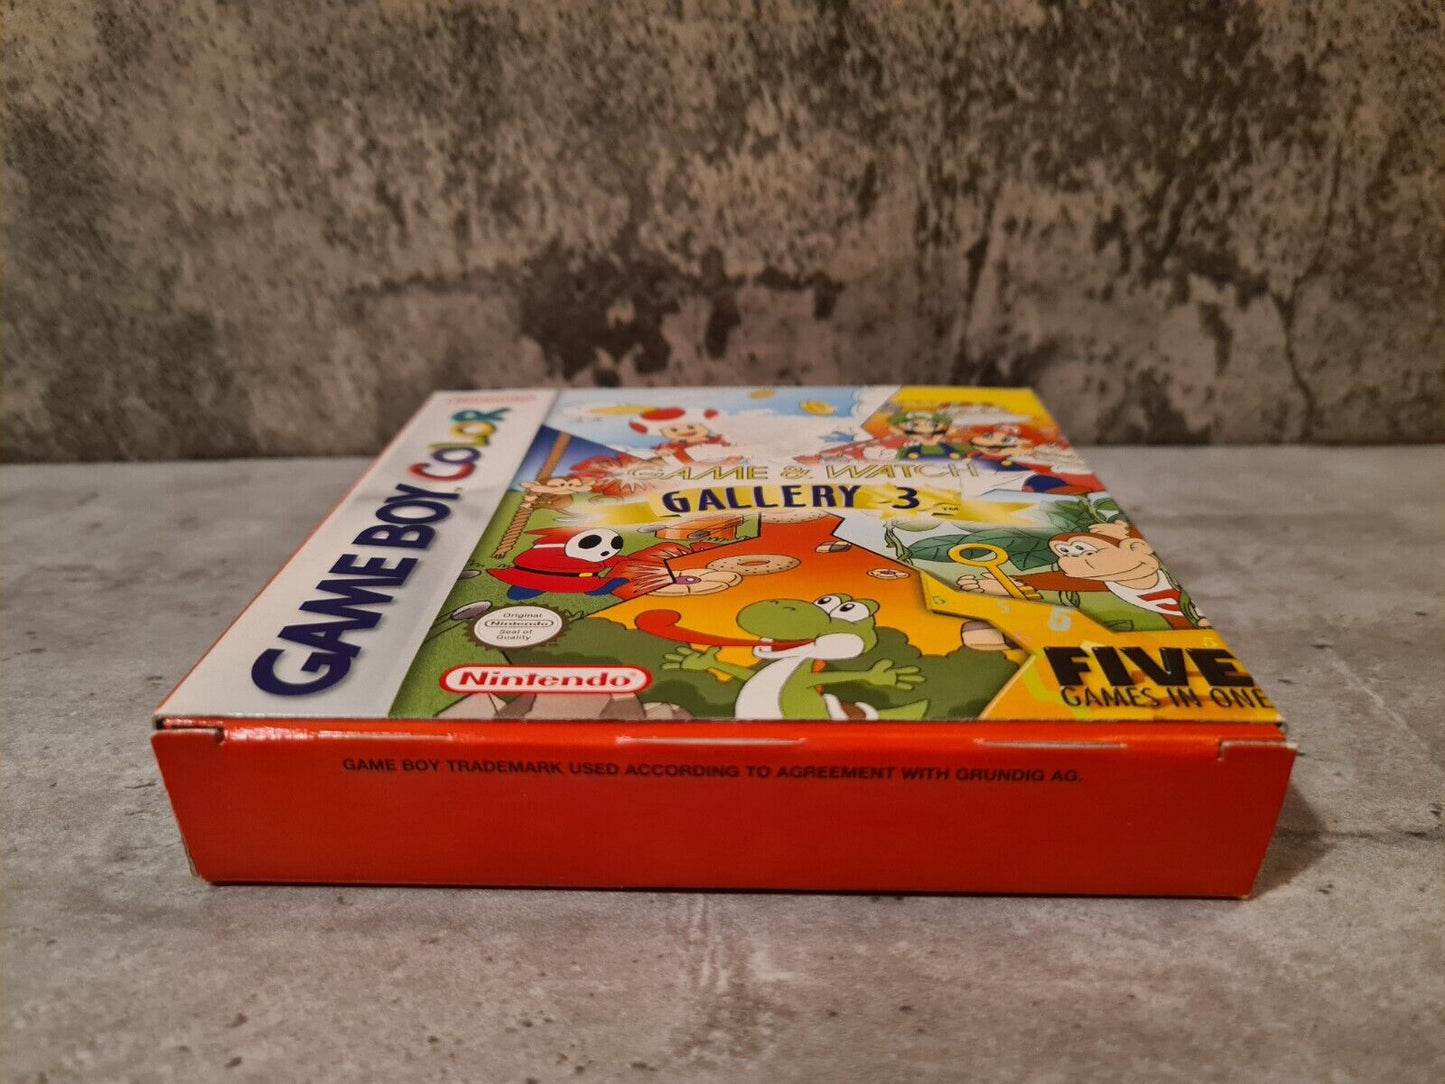 GAME BOY COLOR
GAME & WATCH
GALLERY 3 ™
Original
Nintendo
Seal of
Quality
Nintendo®
FIVE
GAMES IN ONE
GAME BOY TRADEMARK USED ACCORDING TO AGREEMENT WITH GRUNDIG AG.